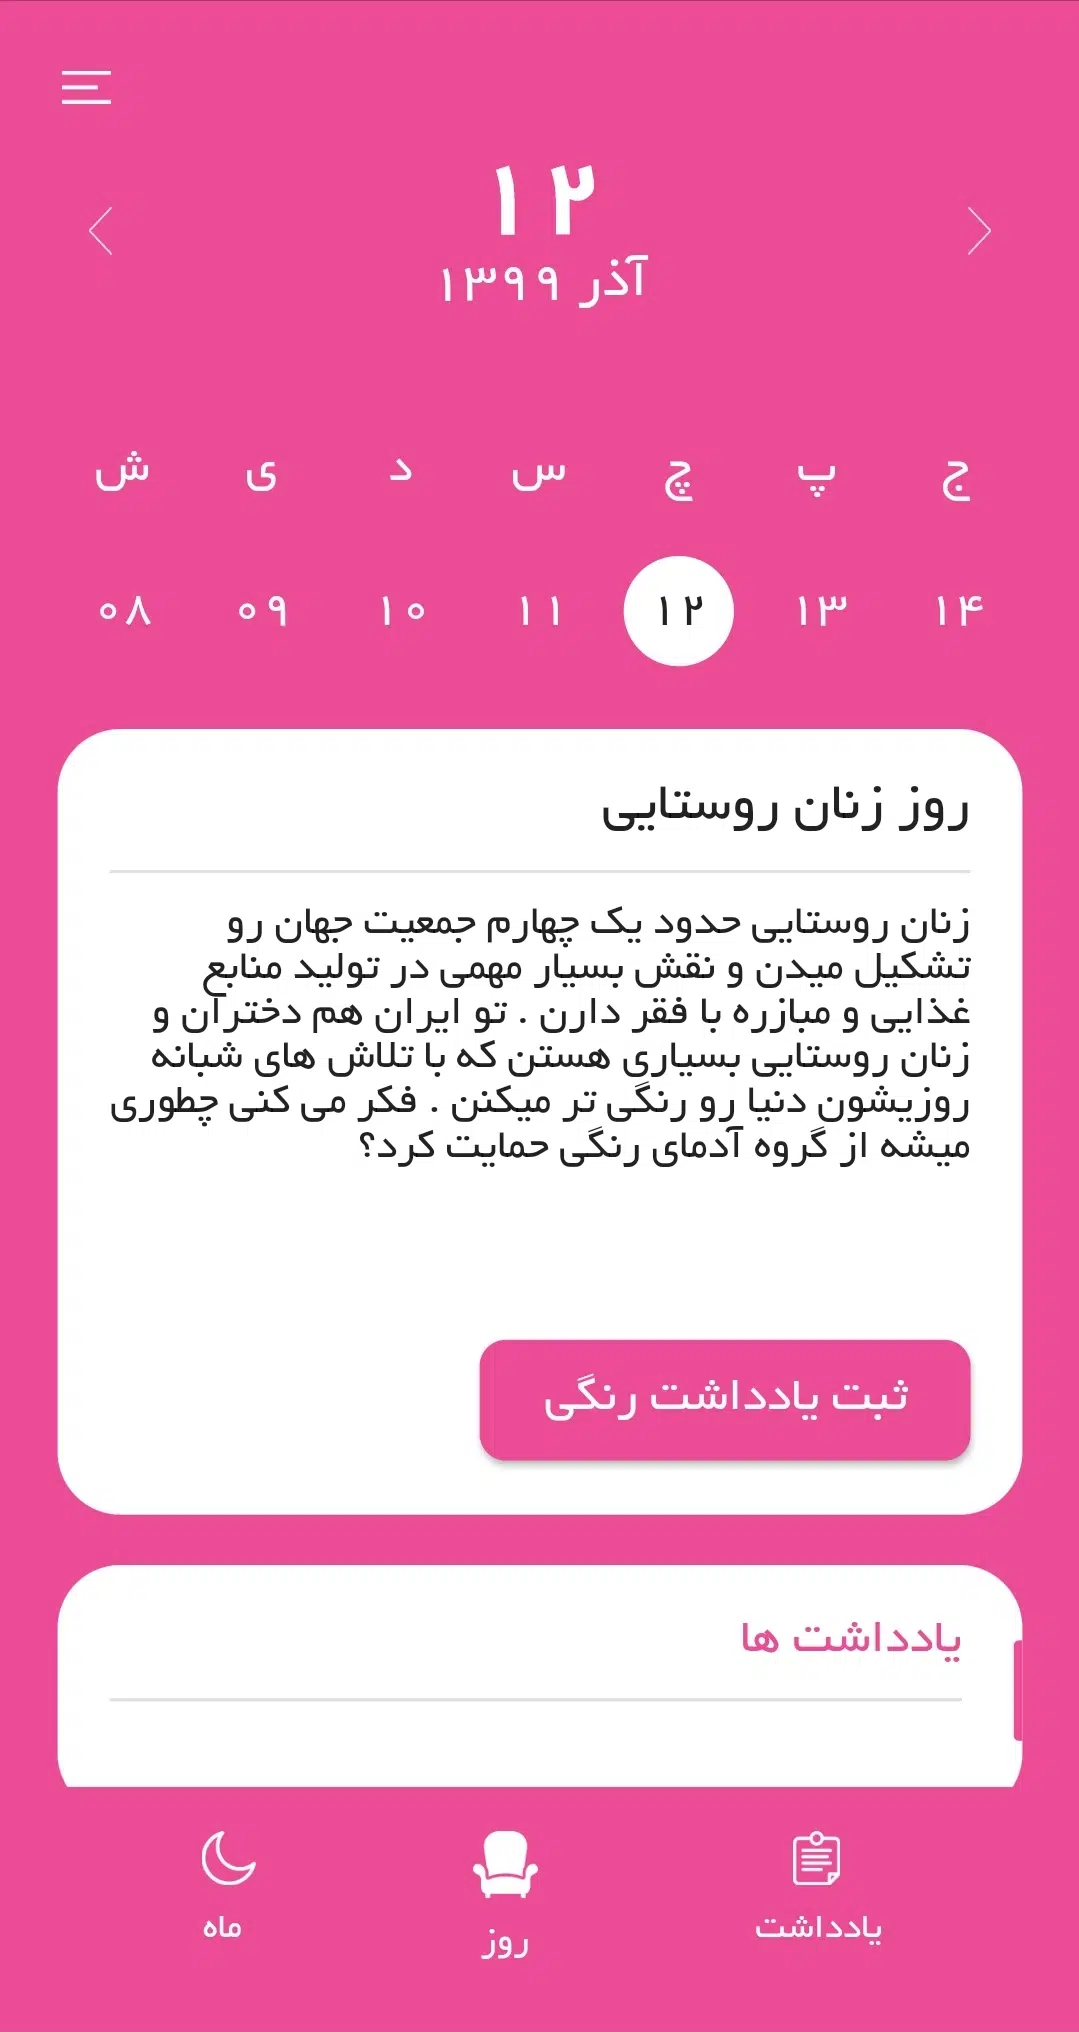 ۱۲
آذر ۱۳۹۹
ش ی د س چ پ ج
۰۸ ۰۹ ۱۰ ۱۱ ۱۲ ۱۳ ۱۴
روز زنان روستایی
زنان روستایی حدود یک چهارم جمعیت جهان رو
تشکیل میدن و نقش بسیار مهمی در تولید منابع
غذایی و مبازره با فقر دارن . تو ایران هم دختران و
زنان روستایی بسیاری هستن که با تلاش های شبانه
روزیشون دنیا رو رنگی تر میکنن . فکر می کنی چطوری
میشه از گروه آدمای رنگی حمایت کرد؟
ثبت یادداشت رنگی
یادداشت ها
یادداشت
روز
ماه